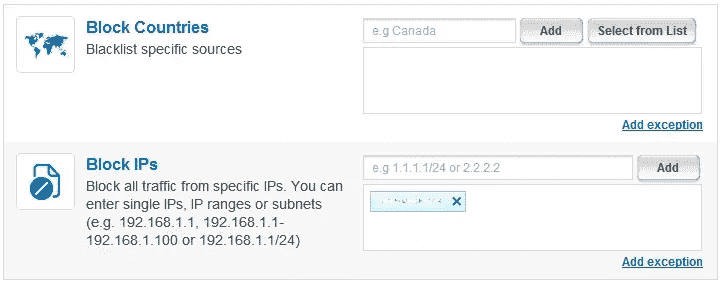 Block Countries
Blacklist specific sources
e.g Canada
Add
Select from List
Add exception
Block IPs
Block all traffic from specific IPs. You can
enter single IPs, IP ranges or subnets
(e.g. 192.168.1.1, 192.168.1.1-
192.168.1.100 or 192.168.1.1/24)
e.g 1.1.1.1/24 or 2.2.2.2
Add
Add exception